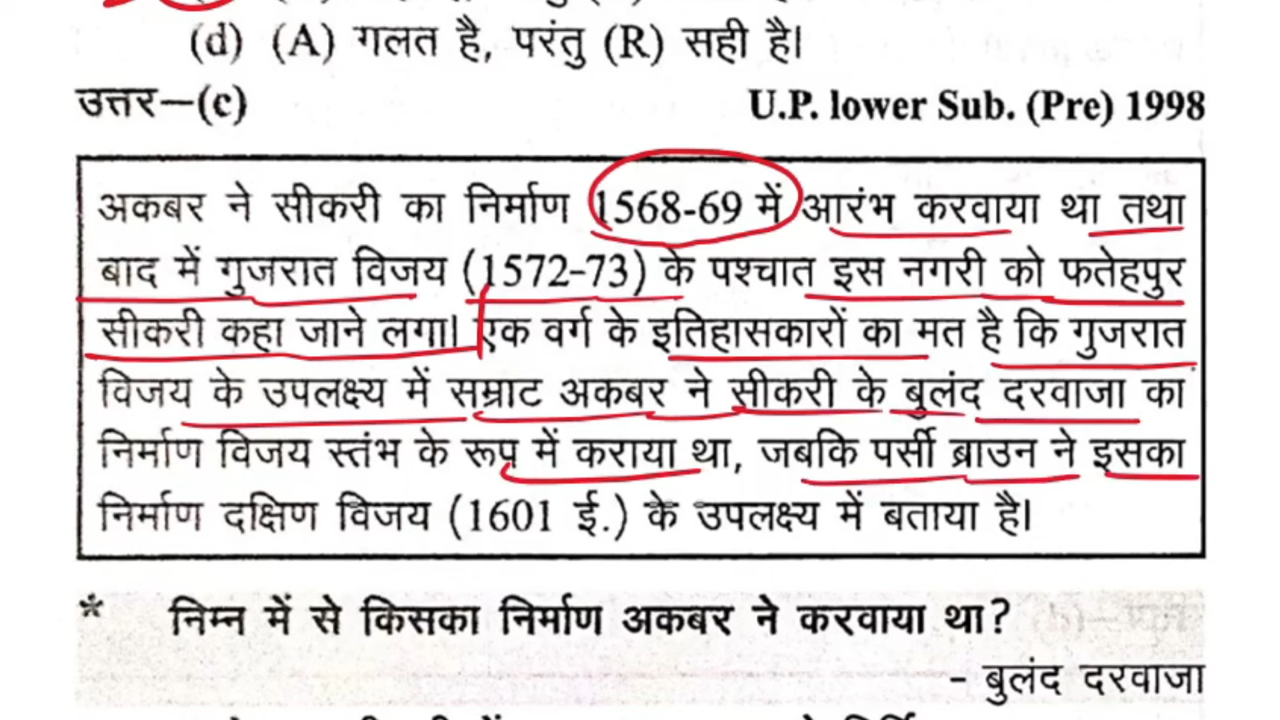 (d) (A) गलत है, परंतु (R) सही है।
उत्तर–(c) U.P. lower Sub. (Pre) 1998
अकबर ने सीकरी का निर्माण 1568-69 में आरंभ करवाया था तथा
बाद में गुजरात विजय (1572-73) के पश्चात इस नगरी को फतेहपुर
सीकरी कहा जाने लगा। एक वर्ग के इतिहासकारों का मत है कि गुजरात
विजय के उपलक्ष्य में सम्राट अकबर ने सीकरी के बुलंद दरवाजा का
निर्माण विजय स्तंभ के रूप में कराया था, जबकि पर्सी ब्राउन ने इसका
निर्माण दक्षिण विजय (1601 ई.) के उपलक्ष्य में बताया है।
* निम्न में से किसका निर्माण अकबर ने करवाया था?
– बुलंद दरवाजा